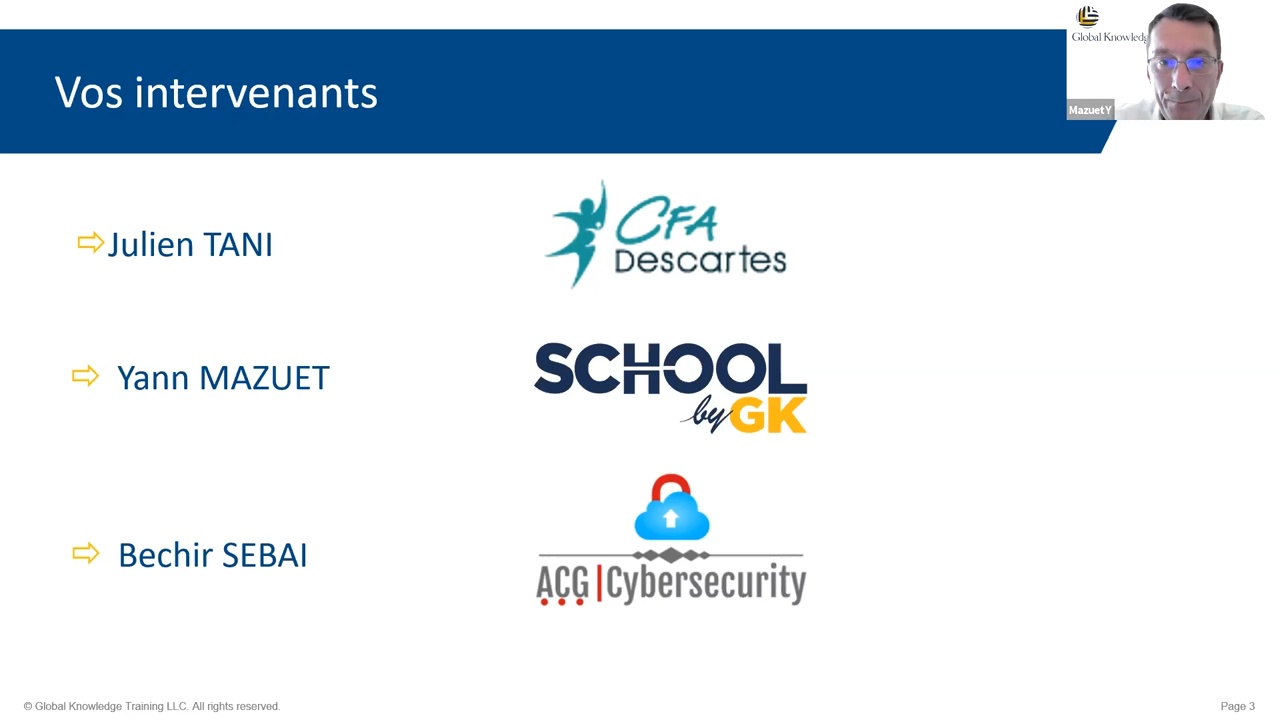 Global Knowledg
MazuetY
Vos intervenants
Julien TANI
CFA
Descartes
Yann MAZUET
SCHOOL
by GK
Bechir SEBAI
ACG|Cybersecurity
© Global Knowledge Training LLC. All rights reserved.
Page 3